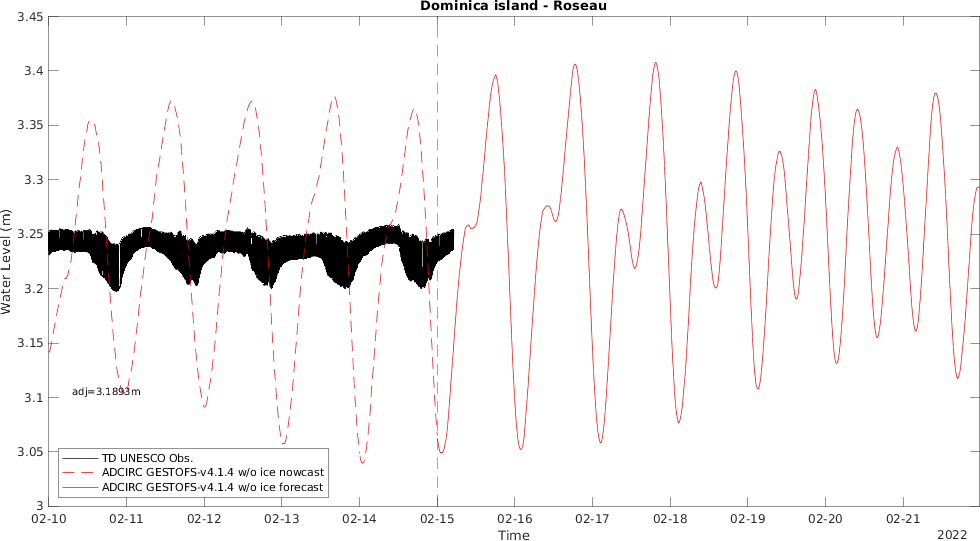 Dominica island - Roseau
3.45
3.4
3.35
3.3
3.25
3.2
3.15
3.1
3.05
3
Water Level (m)
adj=3.1893m
TD UNESCO Obs.
ADCIRC GESTOFS-v4.1.4 w/o ice nowcast
ADCIRC GESTOFS-v4.1.4 w/o ice forecast
02-10 02-11 02-12 02-13 02-14 02-15 02-16 02-17 02-18 02-19 02-20 02-21
Time
2022